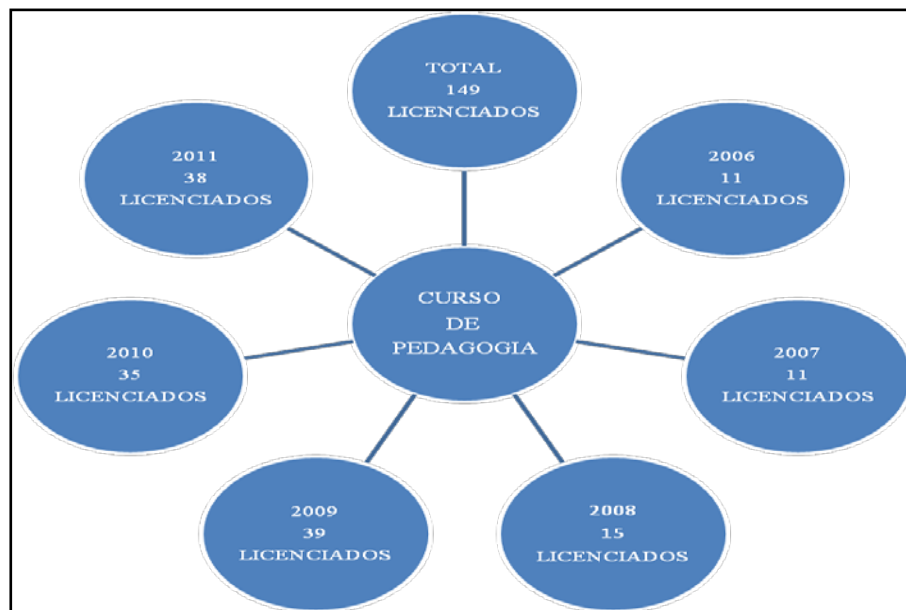 TOTAL
149
LICENCIADOS
2006
11
LICENCIADOS
2007
11
LICENCIADOS
2008
15
LICENCIADOS
2009
39
LICENCIADOS
2010
35
LICENCIADOS
2011
38
LICENCIADOS
CURSO
DE
PEDAGOGIA